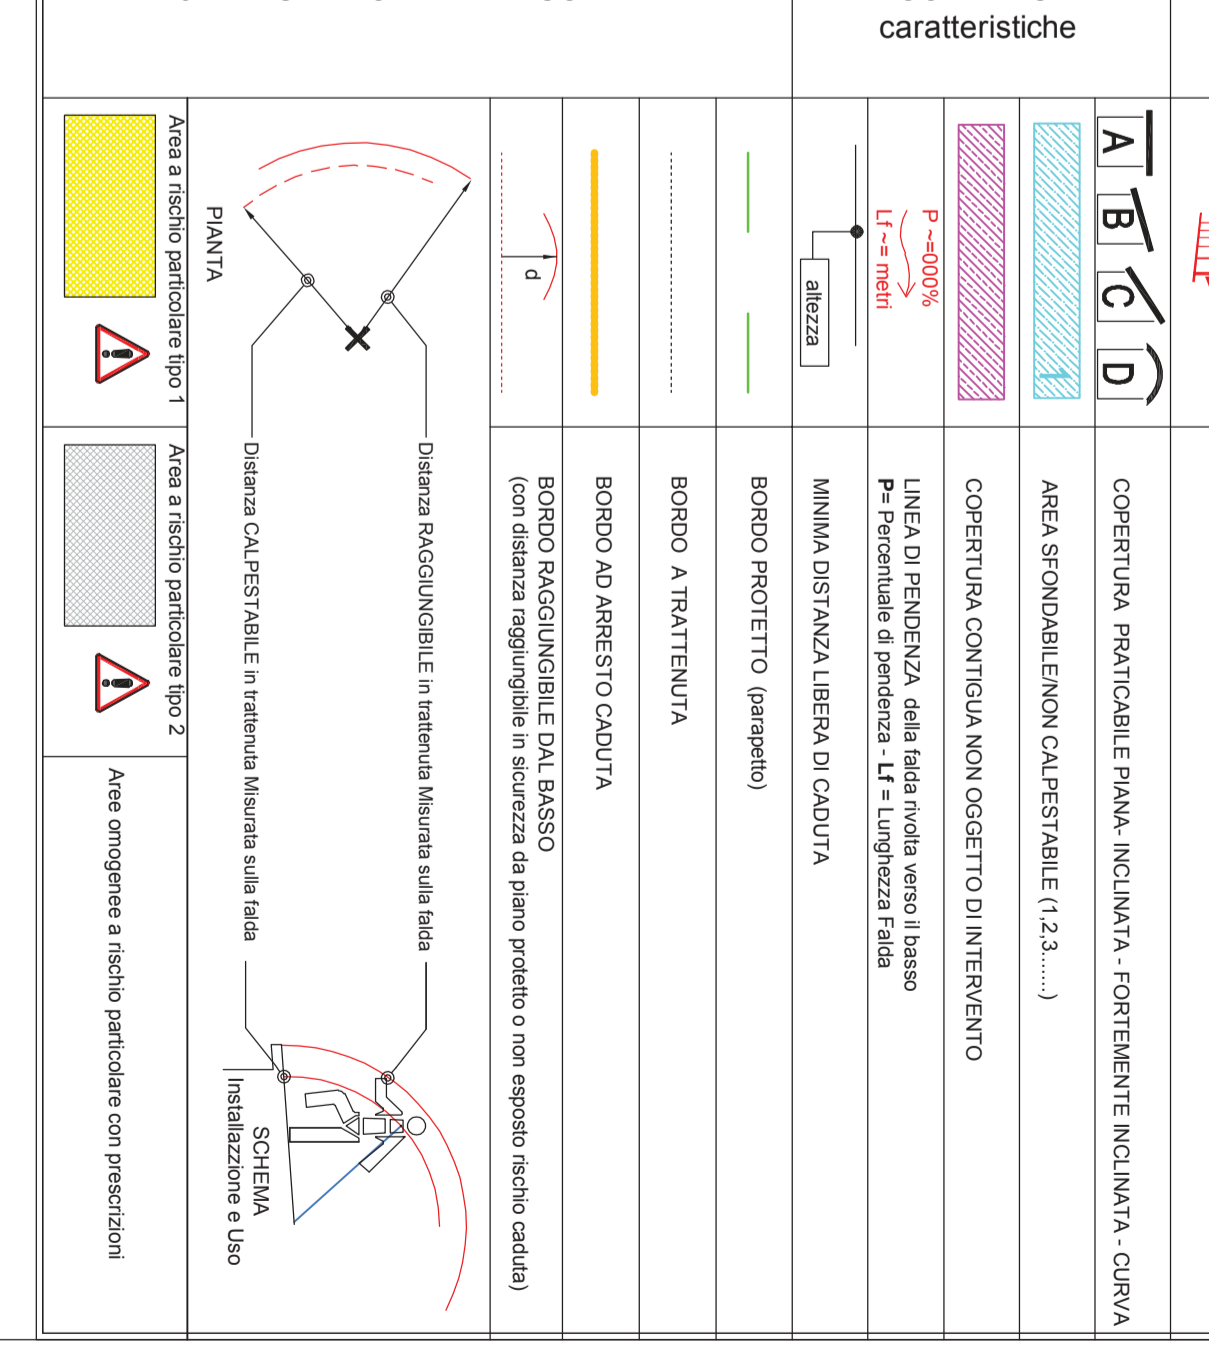 caratteristiche
A B C D
COPERTURA PRATICABILE PIANA- INCLINATA - FORTEMENTE INCLINATA - CURVA
1
AREA SFONDABILE/NON CALPESTABILE (1,2,3.......)
COPERTURA CONTIGUA NON OGGETTO DI INTERVENTO
P ~=000%
Lf ~= metri
LINEA DI PENDENZA della falda rivolta verso il basso
P= Percentuale di pendenza - Lf = Lunghezza Falda
altezza
MINIMA DISTANZA LIBERA DI CADUTA
BORDO PROTETTO (parapetto)
BORDO A TRATTENUTA
BORDO AD ARRESTO CADUTA
d
BORDO RAGGIUNGIBILE DAL BASSO
(con distanza raggiungibile in sicurezza da piano protetto o non esposto rischio caduta)
PIANTA
Distanza RAGGIUNGIBILE in trattenuta Misurata sulla falda
Distanza CALPESTABILE in trattenuta Misurata sulla falda
SCHEMA
Installazzione e Uso
Area a rischio particolare tipo 1
Area a rischio particolare tipo 2
Aree omogenee a rischio particolare con prescrizioni